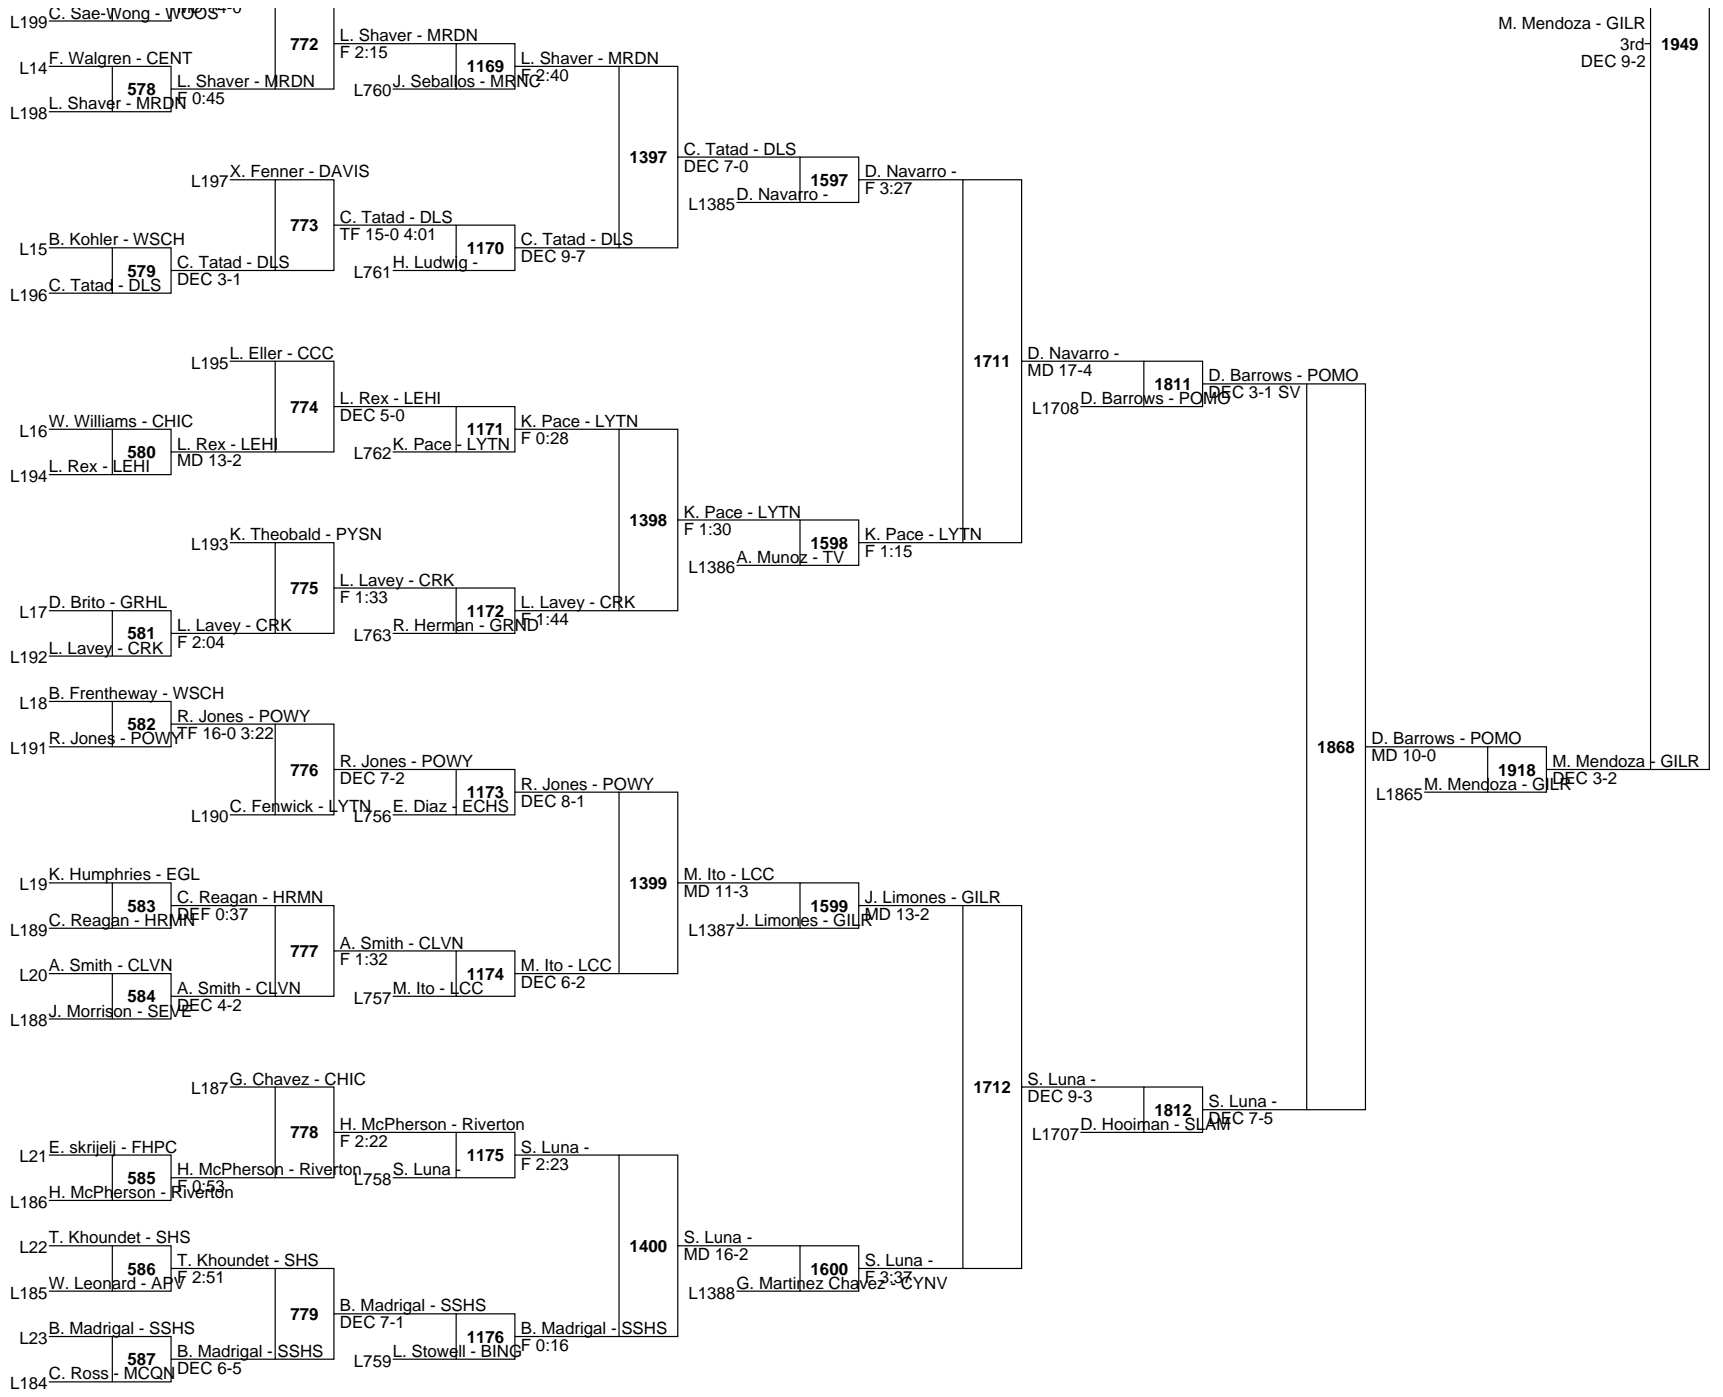 L199 C. Sae-Wong - WOOS
M. Mendoza - GILR
3rd 1949
DEC 9-2
772 L. Shaver - MRDN
F 2:15
L14 F. Walgren - CENT
1169 L. Shaver - MRDN
F 2:40
578 L. Shaver - MRDN
F 0:45
L760 J. Seballos - MRNC
L198 L. Shaver - MRDN
1397 C. Tatad - DLS
DEC 7-0
L197 X. Fenner - DAVIS
1597 D. Navarro -
F 3:27
L1385 D. Navarro -
773 C. Tatad - DLS
TF 15-0 4:01
L15 B. Kohler - WSCH
1170 C. Tatad - DLS
DEC 9-7
579 C. Tatad - DLS
DEC 3-1
L761 H. Ludwig -
L196 C. Tatad - DLS
L195 L. Eller - CCC
1711 D. Navarro -
MD 17-4
1811 D. Barrows - POMO
DEC 3-1 SV
L1708 D. Barrows - POMO
774 L. Rex - LEHI
DEC 5-0
L16 W. Williams - CHIC
1171 K. Pace - LYTN
F 0:28
580 L. Rex - LEHI
MD 13-2
L762 K. Pace - LYTN
L194 L. Rex - LEHI
1398 K. Pace - LYTN
F 1:30
L193 K. Theobald - PYSN
1598 K. Pace - LYTN
F 1:15
L1386 A. Munoz - TV
775 L. Lavey - CRK
F 1:33
L17 D. Brito - GRHL
1172 L. Lavey - CRK
F 1:44
581 L. Lavey - CRK
F 2:04
L763 R. Herman - GRND
L192 L. Lavey - CRK
L18 B. Frentheway - WSCH
582 R. Jones - POWY
TF 16-0 3:22
L191 R. Jones - POWY
1868 D. Barrows - POMO
MD 10-0
1918 M. Mendoza - GILR
DEC 3-2
L1865 M. Mendoza - GILR
776 R. Jones - POWY
DEC 7-2
1173 R. Jones - POWY
DEC 8-1
L190 C. Fenwick - LYTN
L756 E. Diaz - ECHS
L19 K. Humphries - EGL
1399 M. Ito - LCC
MD 11-3
583 C. Reagan - HRMN
DEF 0:37
1599 J. Limones - GILR
MD 13-2
L189 C. Reagan - HRMN
L1387 J. Limones - GILR
777 A. Smith - CLVN
F 1:32
L20 A. Smith - CLVN
1174 M. Ito - LCC
DEC 6-2
584 A. Smith - CLVN
DEC 4-2
L757 M. Ito - LCC
L188 J. Morrison - SEVE
L187 G. Chavez - CHIC
1712 S. Luna -
DEC 9-3
1812 S. Luna -
DEC 7-5
L1707 D. Hooiman - SLAM
778 H. McPherson - Riverton
F 2:22
L21 E. skrijelj - FHPC
1175 S. Luna -
F 2:23
585 H. McPherson - Riverton
F 0:53
L758 S. Luna -
L186 H. McPherson - Riverton
L22 T. Khoundet - SHS
1400 S. Luna -
MD 16-2
586 T. Khoundet - SHS
F 2:51
1600 S. Luna -
F 3:37
L185 W. Leonard - APV
L1388 G. Martinez Chavez - CYNV
779 B. Madrigal - SSHS
DEC 7-1
L23 B. Madrigal - SSHS
1176 B. Madrigal - SSHS
F 0:16
587 B. Madrigal - SSHS
DEC 6-5
L759 L. Stowell - BING
L184 C. Ross - MCQN